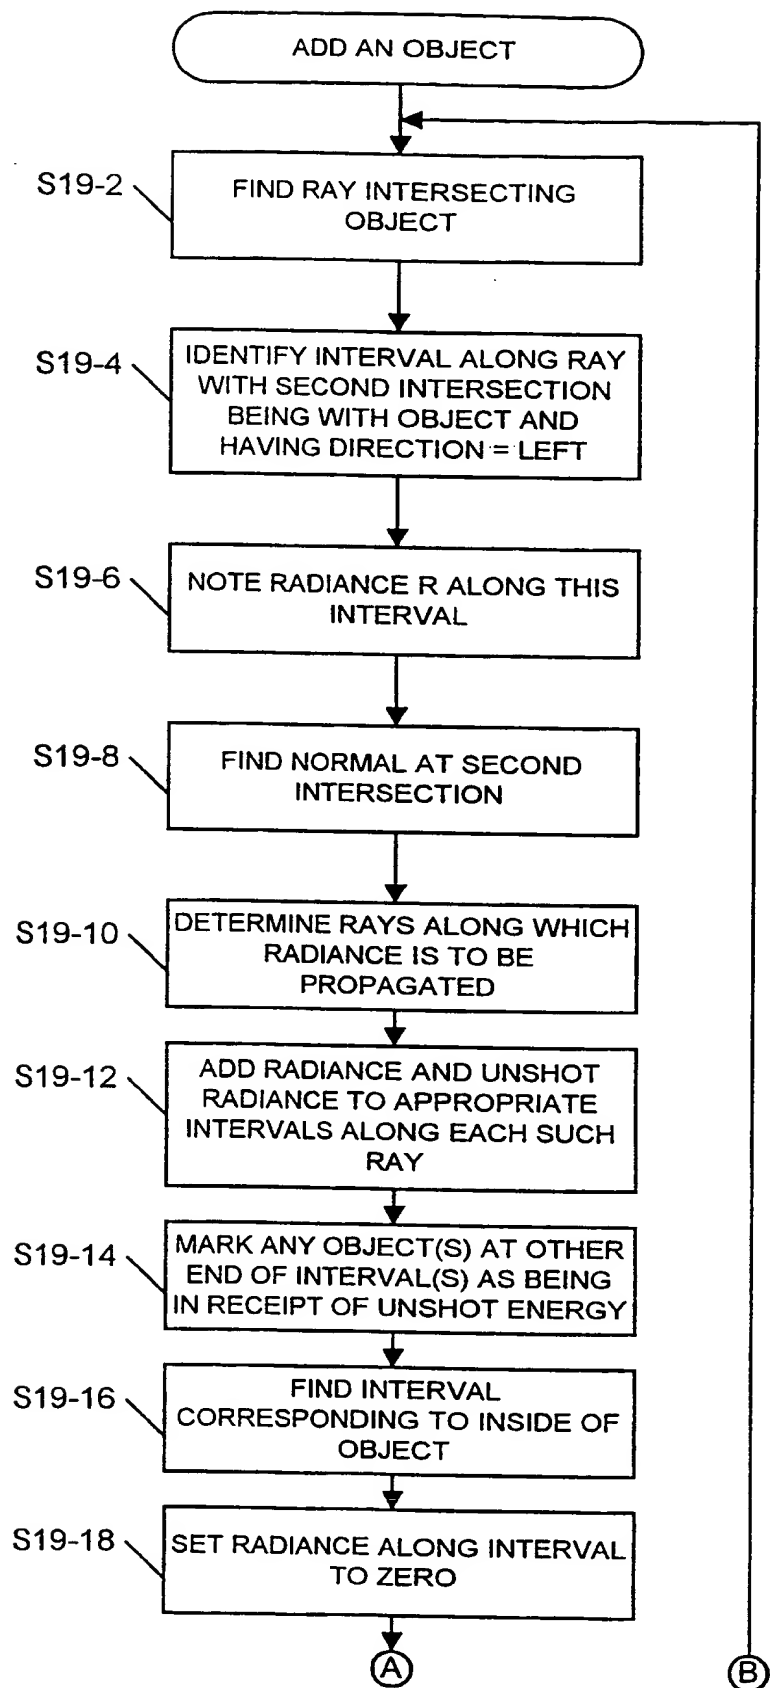 ADD AN OBJECT
S19-2
FIND RAY INTERSECTING
OBJECT
S19-4
IDENTIFY INTERVAL ALONG RAY
WITH SECOND INTERSECTION
BEING WITH OBJECT AND
HAVING DIRECTION = LEFT
S19-6
NOTE RADIANCE R ALONG THIS
INTERVAL
S19-8
FIND NORMAL AT SECOND
INTERSECTION
S19-10
DETERMINE RAYS ALONG WHICH
RADIANCE IS TO BE
PROPAGATED
S19-12
ADD RADIANCE AND UNSHOT
RADIANCE TO APPROPRIATE
INTERVALS ALONG EACH SUCH
RAY
S19-14
MARK ANY OBJECT(S) AT OTHER
END OF INTERVAL(S) AS BEING
IN RECEIPT OF UNSHOT ENERGY
S19-16
FIND INTERVAL
CORRESPONDING TO INSIDE OF
OBJECT
S19-18
SET RADIANCE ALONG INTERVAL
TO ZERO
A
B